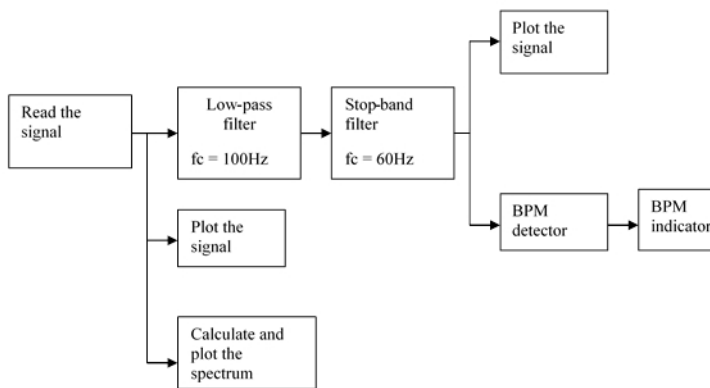 Read the
signal
Low-pass
filter
fc = 100Hz
Stop-band
filter
fc = 60Hz
Plot the
signal
BPM
detector
BPM
indicator
Plot the
signal
Calculate and
plot the
spectrum